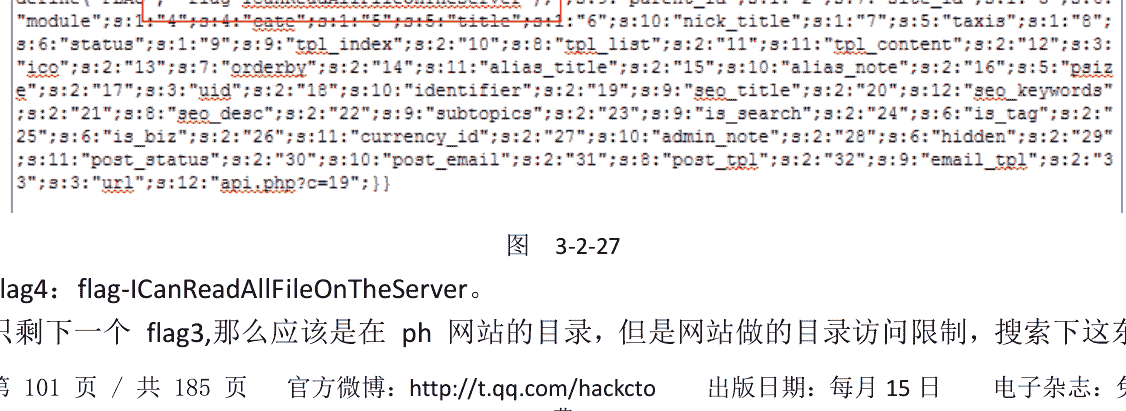 "module";s:1:"4";s:4:"cate";s:1:"5";s:5:"title";s:1:"6";s:10:"nick_title";s:1:"7";s:5:"taxis";s:1:"8";
s:6:"status";s:1:"9";s:9:"tpl_index";s:2:"10";s:8:"tpl_list";s:2:"11";s:11:"tpl_content";s:2:"12";s:3:
"ico";s:2:"13";s:7:"orderby";s:2:"14";s:11:"alias_title";s:2:"15";s:10:"alias_note";s:2:"16";s:5:"psiz
e";s:2:"17";s:3:"uid";s:2:"18";s:10:"identifier";s:2:"19";s:9:"seo_title";s:2:"20";s:12:"seo_keywords"
;s:2:"21";s:8:"seo_desc";s:2:"22";s:9:"subtopics ";s:2:"23";s:9:"is_search";s:2:"24";s:6:"is_tag";s:2:"
25";s:6:"is_biz";s:2:"26";s:11:"currency_id";s:2:"27";s:10:"admin_note";s:2:"28";s:6:"hidden";s:2:"29"
;s:11:"post_status";s:2:"30";s:10:"post_email";s:2:"31";s:8:"post_tpl";s:2:"32";s:9:"email_tpl";s:2:"3
3";s:3:"url";s:12:"api.php?c=19";}}
图 3-2-27
lag4：flag-ICanReadAllFileOnTheServer。
只剩下一个 flag3,那么应该是在 ph 网站的目录，但是网站做的目录访问限制，搜索下这东
第 101 页 / 共 185 页 官方微博：http://t.qq.com/hackcto 出版日期：每月 15 日 电子杂志：免